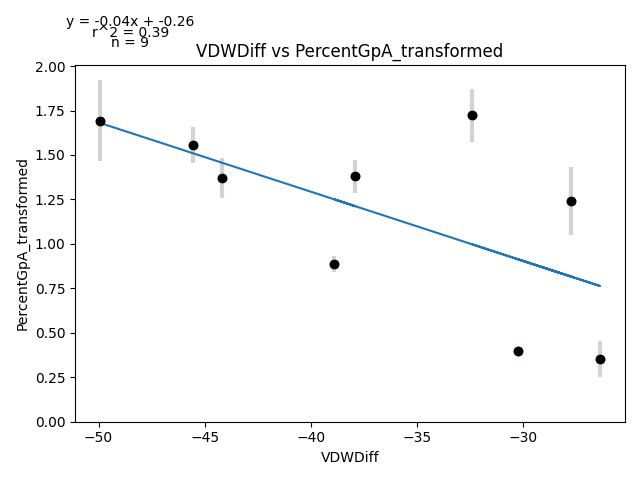 y = -0.04x + -0.26
r^2 = 0.39
n = 9
VDWDiff vs PercentGpA_transformed
2.00
1.75
1.50
1.25
1.00
0.75
0.50
0.25
0.00
PercentGpA_transformed
−50
−45
−40
−35
−30
VDWDiff